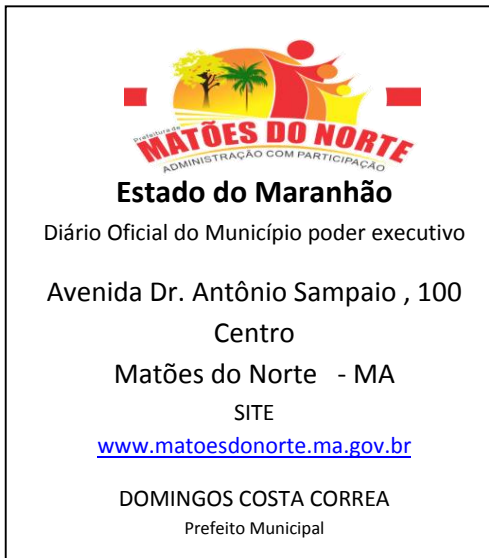 Prefeitura de
MATÕES DO NORTE
ADMINISTRAÇÃO COM PARTICIPAÇÃO
Estado do Maranhão
Diário Oficial do Município poder executivo
Avenida Dr. Antônio Sampaio , 100
Centro
Matões do Norte - MA
SITE
www.matoesdonorte.ma.gov.br
DOMINGOS COSTA CORREA
Prefeito Municipal